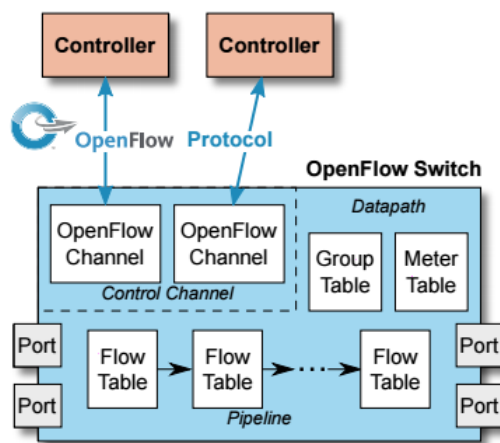 Controller Controller
OpenFlow Protocol
OpenFlow Switch
Datapath
OpenFlow
Channel
OpenFlow
Channel
Control Channel
Group
Table
Meter
Table
Port
Port
Flow
Table
Flow
Table
Flow
Table
Pipeline
Port
Port